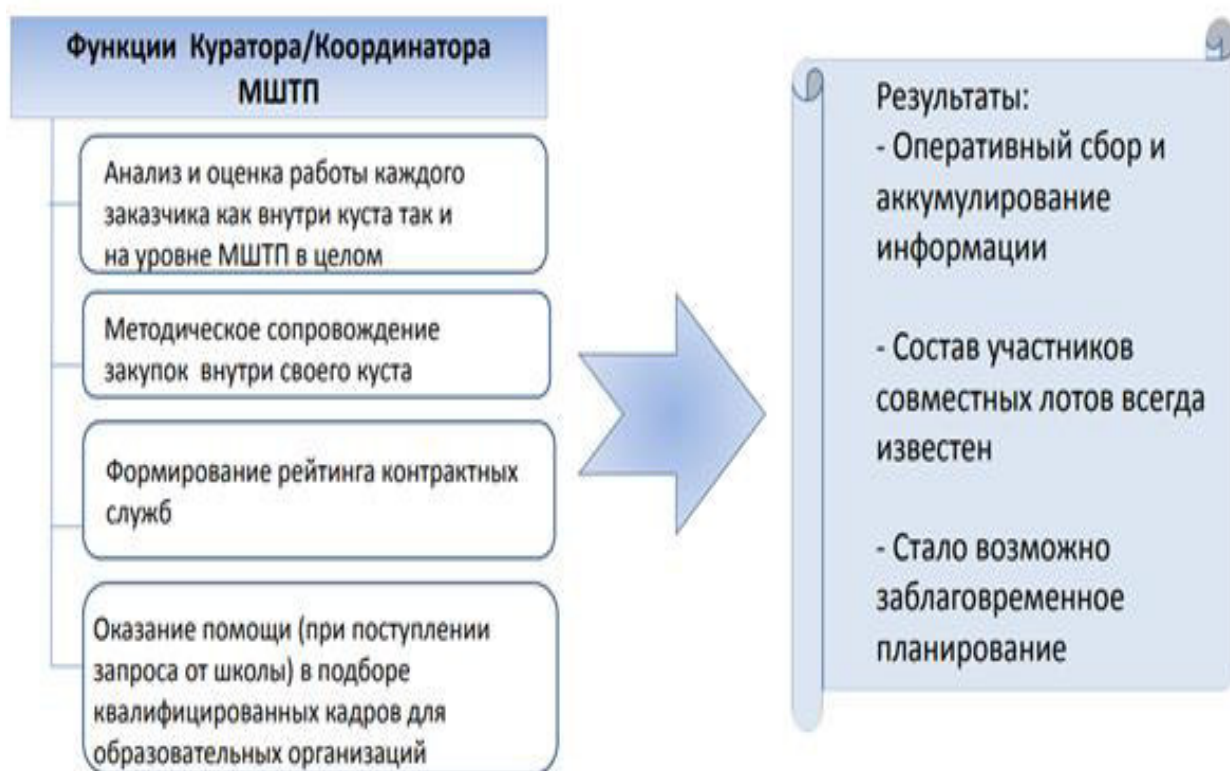 Функции Куратора/Координатора
МШТП
Анализ и оценка работы каждого
заказчика как внутри куста так и
на уровне МШТП в целом
Методическое сопровождение
закупок внутри своего куста
Формирование рейтинга контрактных
служб
Оказание помощи (при поступлении
запроса от школы) в подборе
квалифицированных кадров для
образовательных организаций
Результаты:
- Оперативный сбор и
аккумулирование
информации
- Состав участников
совместных лотов всегда
известен
- Стало возможно
заблаговременное
планирование